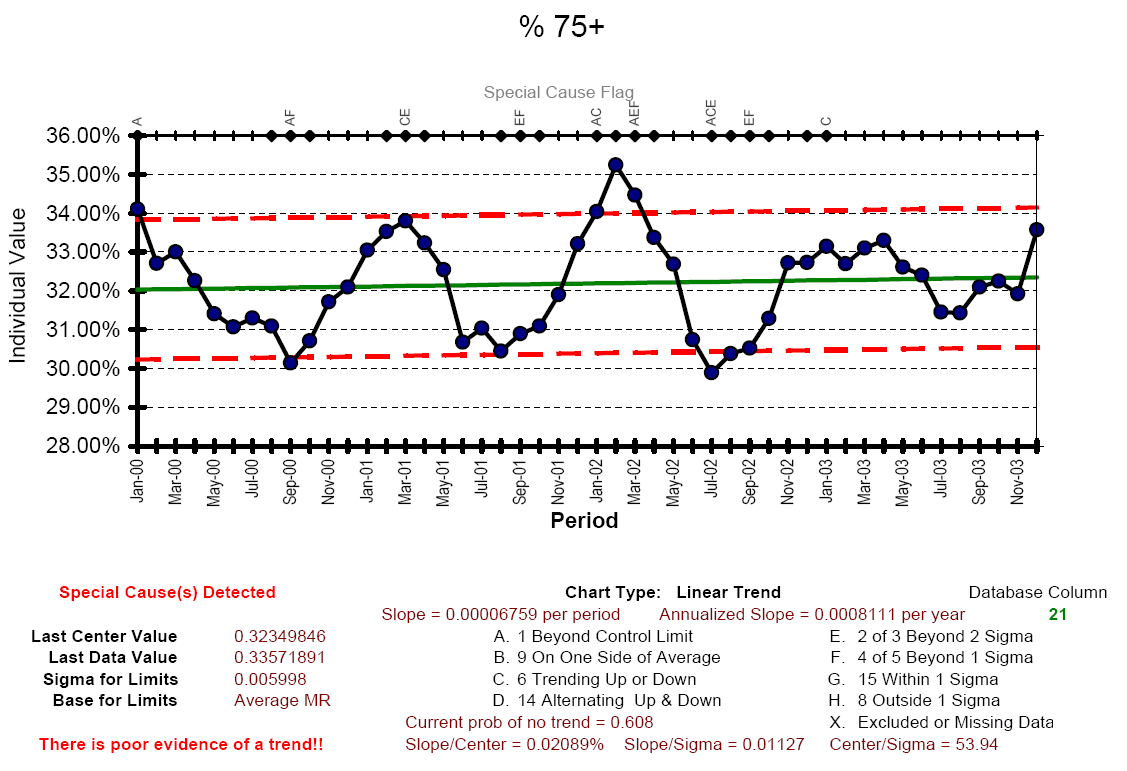 % 75+
Special Cause Flag
A AF CE EF AC AEF ACE EF C
36.00%
35.00%
34.00%
33.00%
32.00%
31.00%
30.00%
29.00%
28.00%
Individual Value
Jan-00 Mar-00 May-00 Jul-00 Sep-00 Nov-00 Jan-01 Mar-01 May-01 Jul-01 Sep-01 Nov-01 Jan-02 Mar-02 May-02 Jul-02 Sep-02 Nov-02 Jan-03 Mar-03 May-03 Jul-03 Sep-03 Nov-03
Period
Special Cause(s) Detected Chart Type: Linear Trend Database Column
Slope = 0.00006759 per period Annualized Slope = 0.0008111 per year 21
Last Center Value 0.32349846 A. 1 Beyond Control Limit E. 2 of 3 Beyond 2 Sigma
Last Data Value 0.33571891 B. 9 On One Side of Average F. 4 of 5 Beyond 1 Sigma
Sigma for Limits 0.005998 C. 6 Trending Up or Down G. 15 Within 1 Sigma
Base for Limits Average MR D. 14 Alternating Up & Down H. 8 Outside 1 Sigma
Current prob of no trend = 0.608 X. Excluded or Missing Data
There is poor evidence of a trend!! Slope/Center = 0.02089% Slope/Sigma = 0.01127 Center/Sigma = 53.94